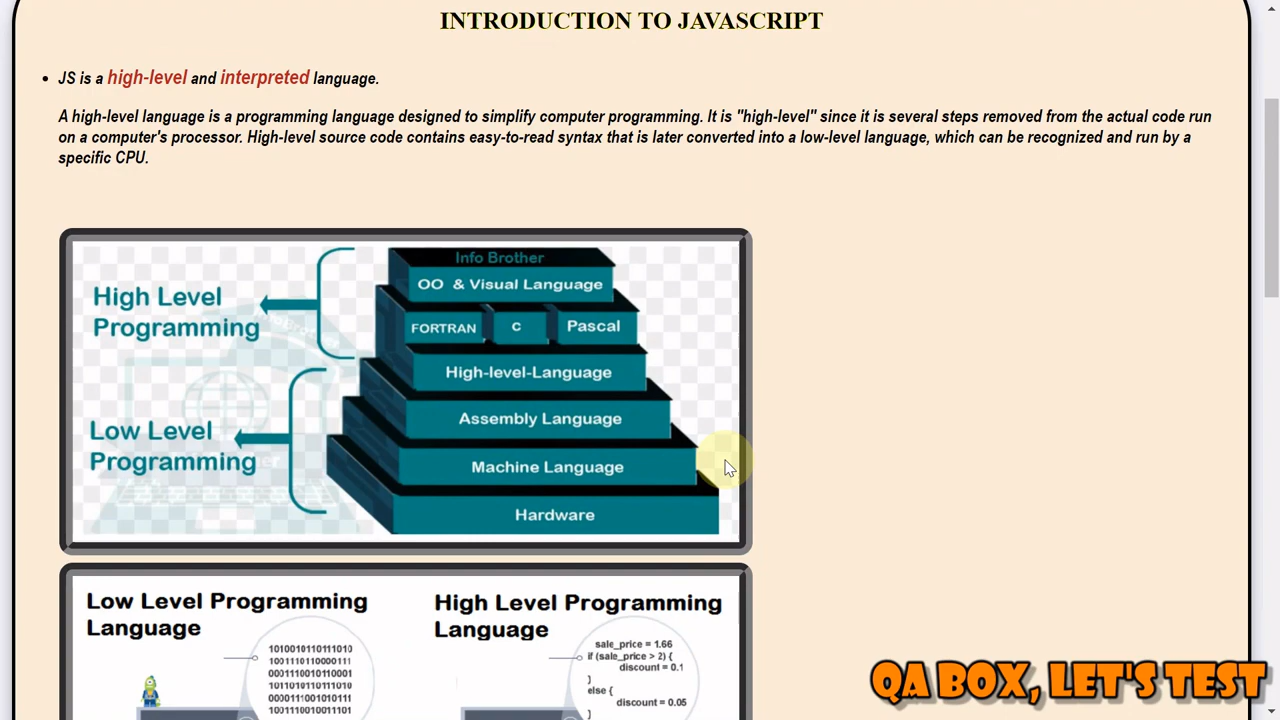 INTRODUCTION TO JAVASCRIPT
JS is a high-level and interpreted language.
A high-level language is a programming language designed to simplify computer programming. It is "high-level" since it is several steps removed from the actual code run
on a computer's processor. High-level source code contains easy-to-read syntax that is later converted into a low-level language, which can be recognized and run by a
specific CPU.
Info Brother
OO & Visual Language
High Level
Programming
FORTRAN
C
Pascal
High-level-Language
Low Level
Programming
Assembly Language
Machine Language
Hardware
Low Level Programming
Language
1010010110111010
1001110110000111
0001110010110001
1011010110111010
0000111001010111
1001110010011101
High Level Programming
Language
sale_price = 1.66
if (sale_price > 2) {
discount = 0.1
}
else {
discount = 0.05
}
QA BOX, LET'S TEST